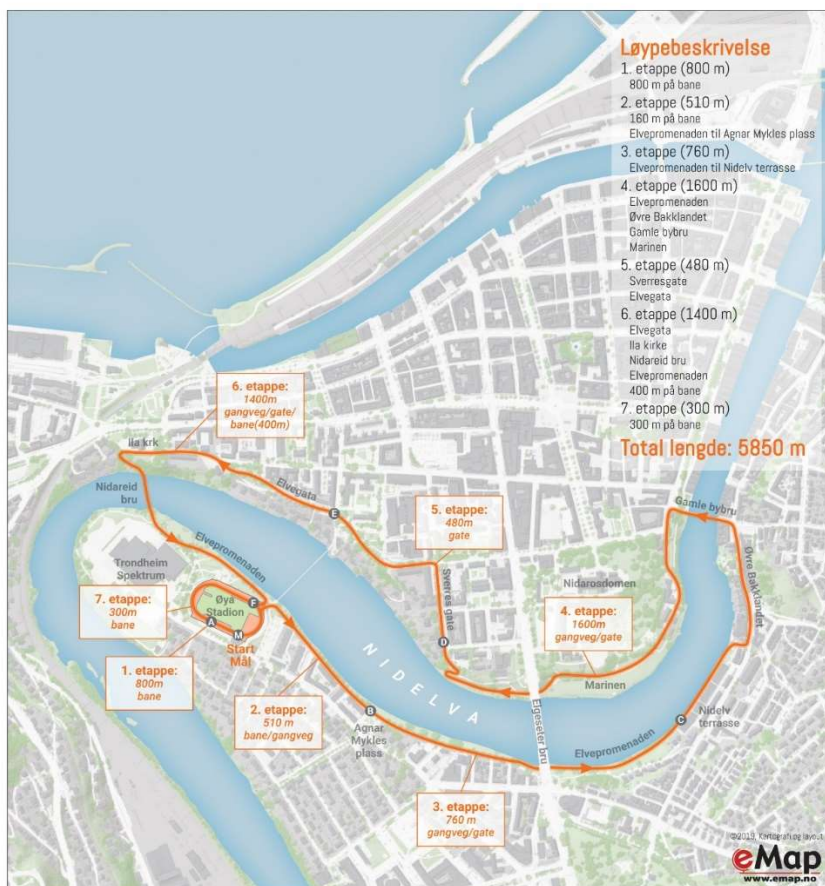 Løypebeskrivelse
1. etappe (800 m)
800 m på bane
2. etappe (510 m)
160 m på bane
Elvepromenaden til Agnar Mykles plass
3. etappe (760 m)
Elvepromenaden til Nidelv terrasse
4. etappe (1600 m)
Elvepromenaden
Øvre Bakklandet
Gamle bybru
Marinen
5. etappe (480 m)
Sverresgate
Elvegata
6. etappe (1400 m)
Elvegata
Ila kirke
Nidareid bru
Elvepromenaden
400 m på bane
7. etappe (300 m)
300 m på bane
Total lengde: 5850 m
6. etappe:
1400m
gangveg/gate/
bane(400m)
Ila krk
Nidareid
bru
Elvegata
E
5. etappe:
480m
gate
Gamle bybru
Øvre Bakklandet
Elvepromenaden
Trondheim
Spektrum
Sverres gate
Nidarosdomen
7. etappe:
300m
bane
Øya
Stadion
F
A
M
Start
Mål
4. etappe:
1600m
gangveg/gate
D
1. etappe:
800m
bane
NIDELVA
Marinen
2. etappe:
510 m
bane/gangveg
B
Agnar
Mykles
plass
Elgeseter bru
Elvepromenaden
C
Nidelv
terrasse
3. etappe:
760 m
gangveg/gate
©2019, Kartografi og layout
eMap
www.emap.no